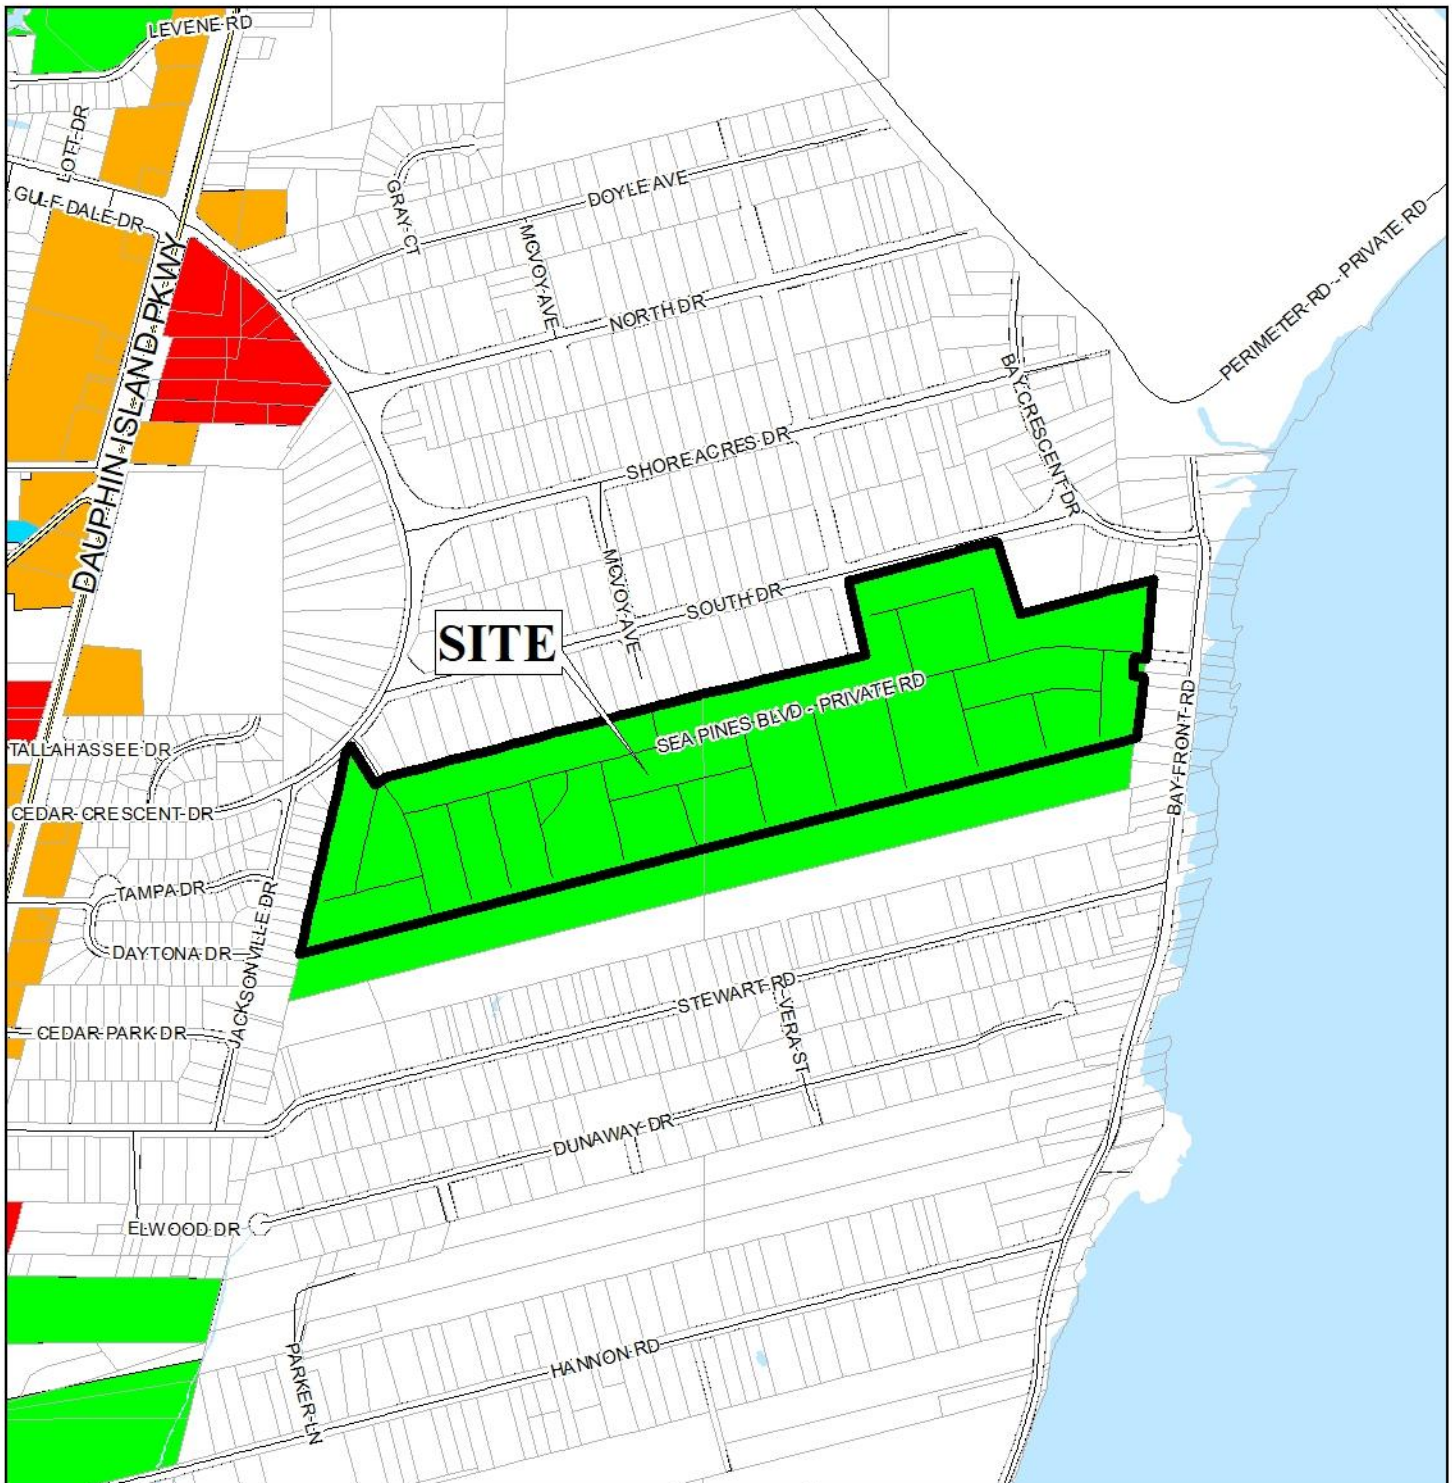 LEVENE RD
LOTT DR
GULF DALE DR
GRAY CT
DOYLE AVE
MCVOY AVE
NORTH DR
PERIMETER RD - PRIVATE RD
DAUPHIN ISLAND PKWY
BAY CRESCENT DR
SHORE ACRES DR
MCVOY AVE
SOUTH DR
SITE
SEA PINES BLVD - PRIVATE RD
BAY FRONT RD
TALLAHASSEE DR
CEDAR CRESCENT DR
TAMPA DR
DAYTONA DR
JACKSONVILLE DR
STEWART RD
VERA ST
CEDAR PARK DR
DUNAWAY DR
ELWOOD DR
PARKER LN
HANNON RD